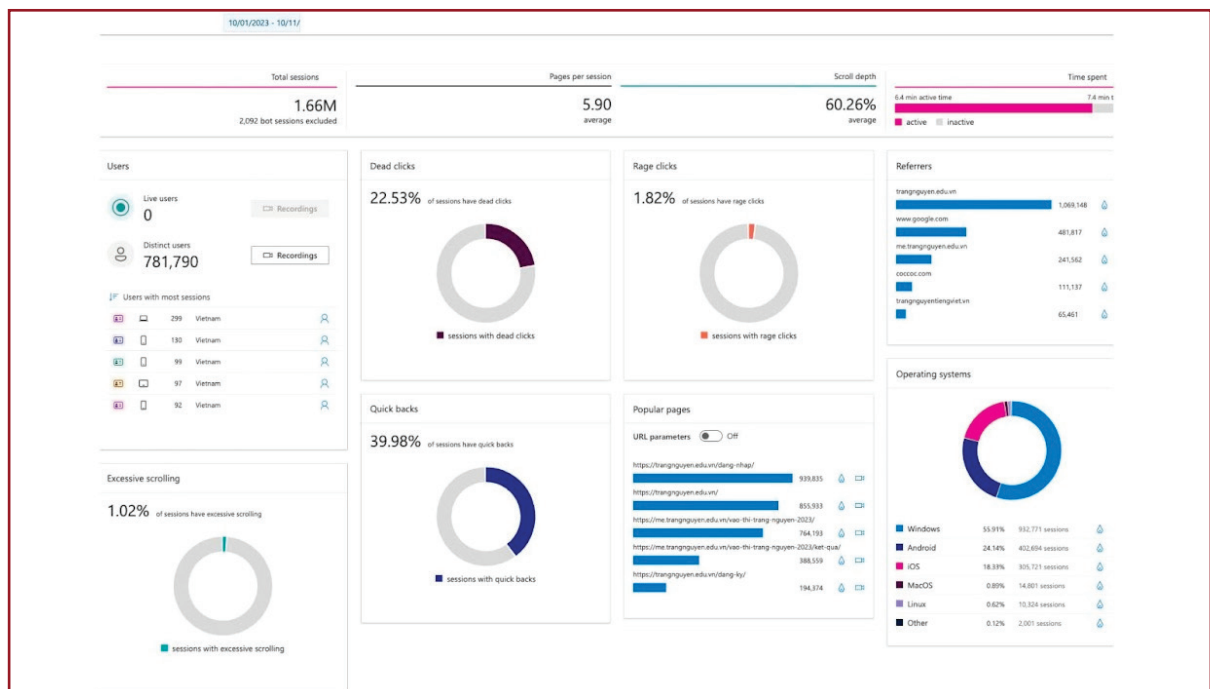 10/01/2023 - 10/11/
Total sessions
1.66M
2,092 bot sessions excluded
Pages per session
5.90
average
Scroll depth
60.26%
average
Time spent
6.4 min active time 7.4 min t
active inactive
Users
Live users
0
Recordings
Distinct users
781,790
Recordings
Users with most sessions
299 Vietnam
130 Vietnam
99 Vietnam
97 Vietnam
92 Vietnam
Excessive scrolling
1.02% of sessions have excessive scrolling
sessions with excessive scrolling
Dead clicks
22.53% of sessions have dead clicks
sessions with dead clicks
Quick backs
39.98% of sessions have quick backs
sessions with quick backs
Rage clicks
1.82% of sessions have rage clicks
sessions with rage clicks
Popular pages
URL parameters Off
https://trangnguyen.edu.vn/dang-nhap/
939,835
https://trangnguyen.edu.vn/
855,933
https://me.trangnguyen.edu.vn/vao-thi-trang-nguyen-2023/
764,193
https://me.trangnguyen.edu.vn/vao-thi-trang-nguyen-2023/ket-qua/
388,559
https://trangnguyen.edu.vn/dang-ky/
194,374
Referrers
trangnguyen.edu.vn
1,069,148
www.google.com
481,817
me.trangnguyen.edu.vn
241,562
coccoc.com
111,137
trangnguyentiengviet.vn
65,461
Operating systems
Windows 55.91% 932,771 sessions
Android 24.14% 402,694 sessions
iOS 18.33% 305,721 sessions
MacOS 0.89% 14,801 sessions
Linux 0.62% 10,324 sessions
Other 0.12% 2,001 sessions